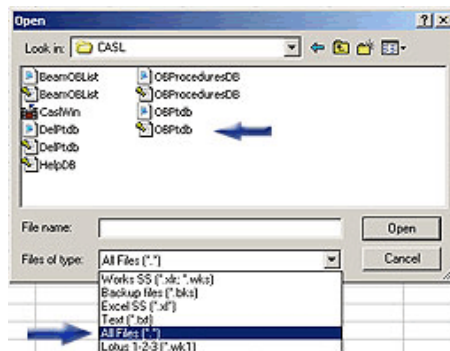 Open
Look in: CASL
BeamOBList
BeamOBList
CaslWin
DelPtdb
DelPtdb
HelpDB
OBProceduresDB
OBProceduresDB
OBPtdb
OBPtdb
File name:
Open
Files of type: All Files (*.*)
Cancel
Works SS (*.xlr; *.wks)
Backup files (*.bks)
Excel SS (*.xl*)
Text (*.txt)
All Files (*.*)
Lotus 1-2-3 (*.wk1)